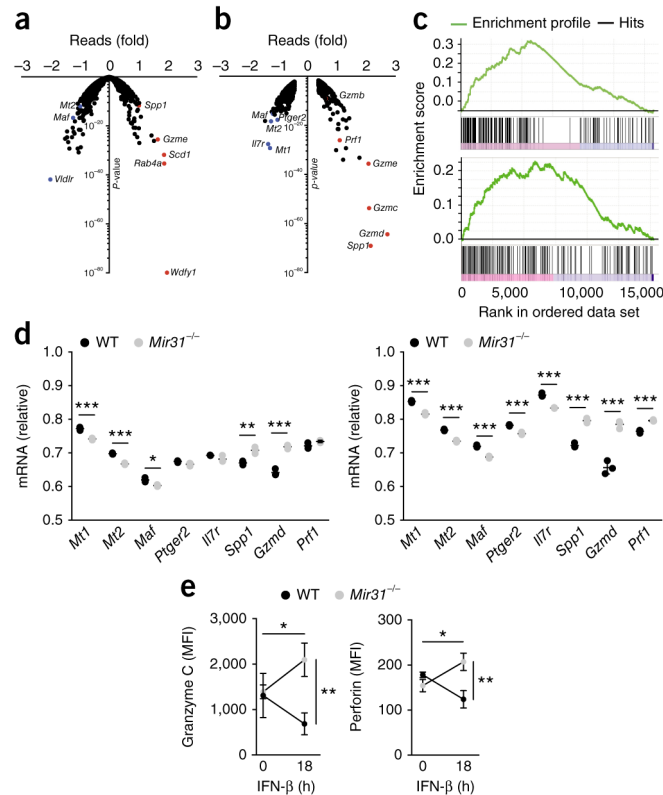 a
Reads (fold)
–3 –2 –1 0 1 2 3
Mt2
Maf
Vldlr
Spp1
Gzme
Scd1
Rab4a
Wdfy1
10⁻²⁰
10⁻⁴⁰
10⁻⁶⁰
10⁻⁸⁰
P-value
b
Reads (fold)
–3 –2 –1 0 1 2 3
Gzmb
Maf
Ptger2
Mt2
Il7r
Mt1
Prf1
Gzme
Gzmc
Gzmd
Spp1
10⁻²⁰
10⁻⁴⁰
10⁻⁶⁰
10⁻⁸⁰
p-value
c
Enrichment profile Hits
Enrichment score
0.3
0.2
0.1
0.0
0.2
0.1
0.0
0 5,000 10,000 15,000
Rank in ordered data set
d
WT Mir31⁻/⁻
mRNA (relative)
1.0
0.9
0.8
0.7
0.6
0.5
*** *** * ** ***
Mt1 Mt2 Maf Ptger2 Il7r Spp1 Gzmd Prf1
WT Mir31⁻/⁻
mRNA (relative)
1.0
0.9
0.8
0.7
0.6
0.5
*** *** *** *** *** *** *** ***
Mt1 Mt2 Maf Ptger2 Il7r Spp1 Gzmd Prf1
e
WT Mir31⁻/⁻
Granzyme C (MFI)
3,000
2,000
1,000
0
*
**
0 18
IFN-β (h)
Perforin (MFI)
300
200
100
0
*
**
0 18
IFN-β (h)